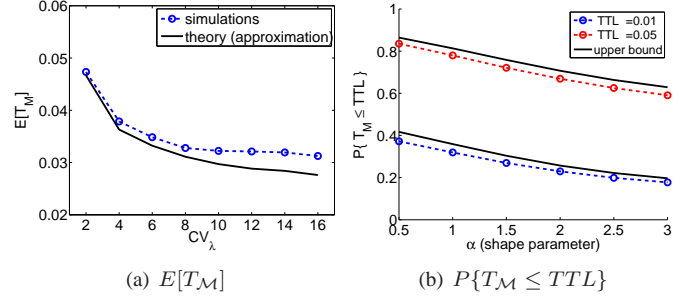 simulations
theory (approximation)
E[T_M]
0.06
0.05
0.04
0.03
0.02
2 4 6 8 10 12 14 16
CV_λ
(a) E[T_M]
TTL =0.01
TTL =0.05
upper bound
P{ T_M ≤ TTL }
1
0.8
0.6
0.4
0.2
0
0.5 1 1.5 2 2.5 3
α (shape parameter)
(b) P{T_M ≤ TTL}